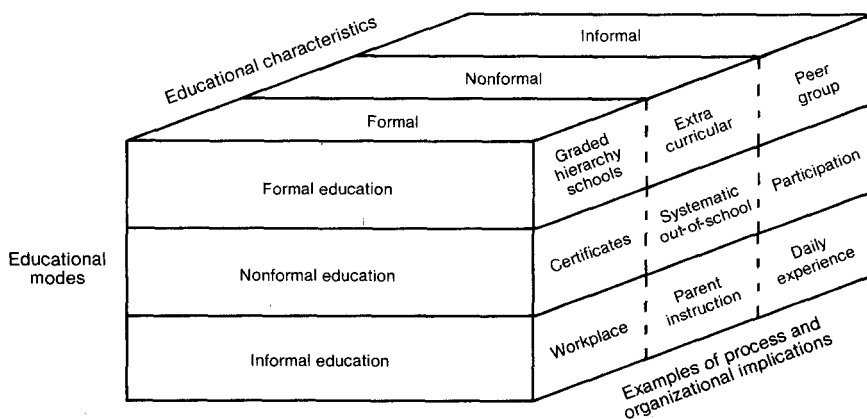 Educational characteristics
Informal
Nonformal
Formal
Educational
modes
Formal education
Nonformal education
Informal education
Graded
hierarchy
schools
Extra
curricular
Peer
group
Certificates
Systematic
out-of-school
Participation
Workplace
Parent
instruction
Daily
experience
Examples of process and
organizational implications